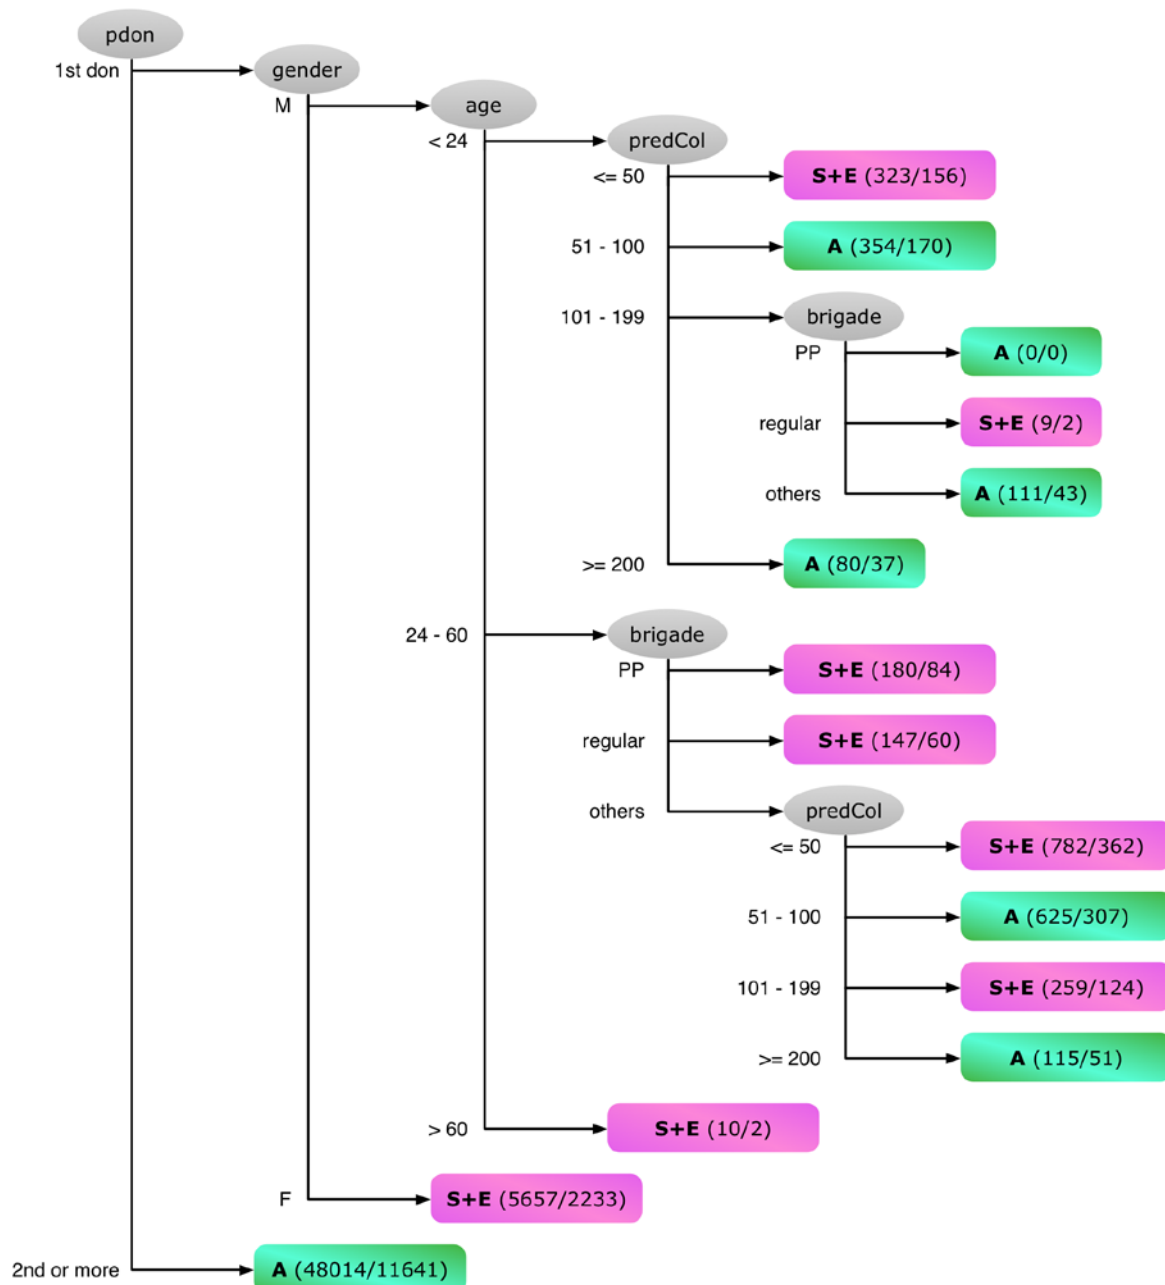 pdon
1st don
gender
M
age
< 24
predCol
<= 50
S+E (323/156)
51 - 100
A (354/170)
101 - 199
brigade
PP
A (0/0)
regular
S+E (9/2)
others
A (111/43)
>= 200
A (80/37)
24 - 60
brigade
PP
S+E (180/84)
regular
S+E (147/60)
others
predCol
<= 50
S+E (782/362)
51 - 100
A (625/307)
101 - 199
S+E (259/124)
>= 200
A (115/51)
> 60
S+E (10/2)
F
S+E (5657/2233)
2nd or more
A (48014/11641)